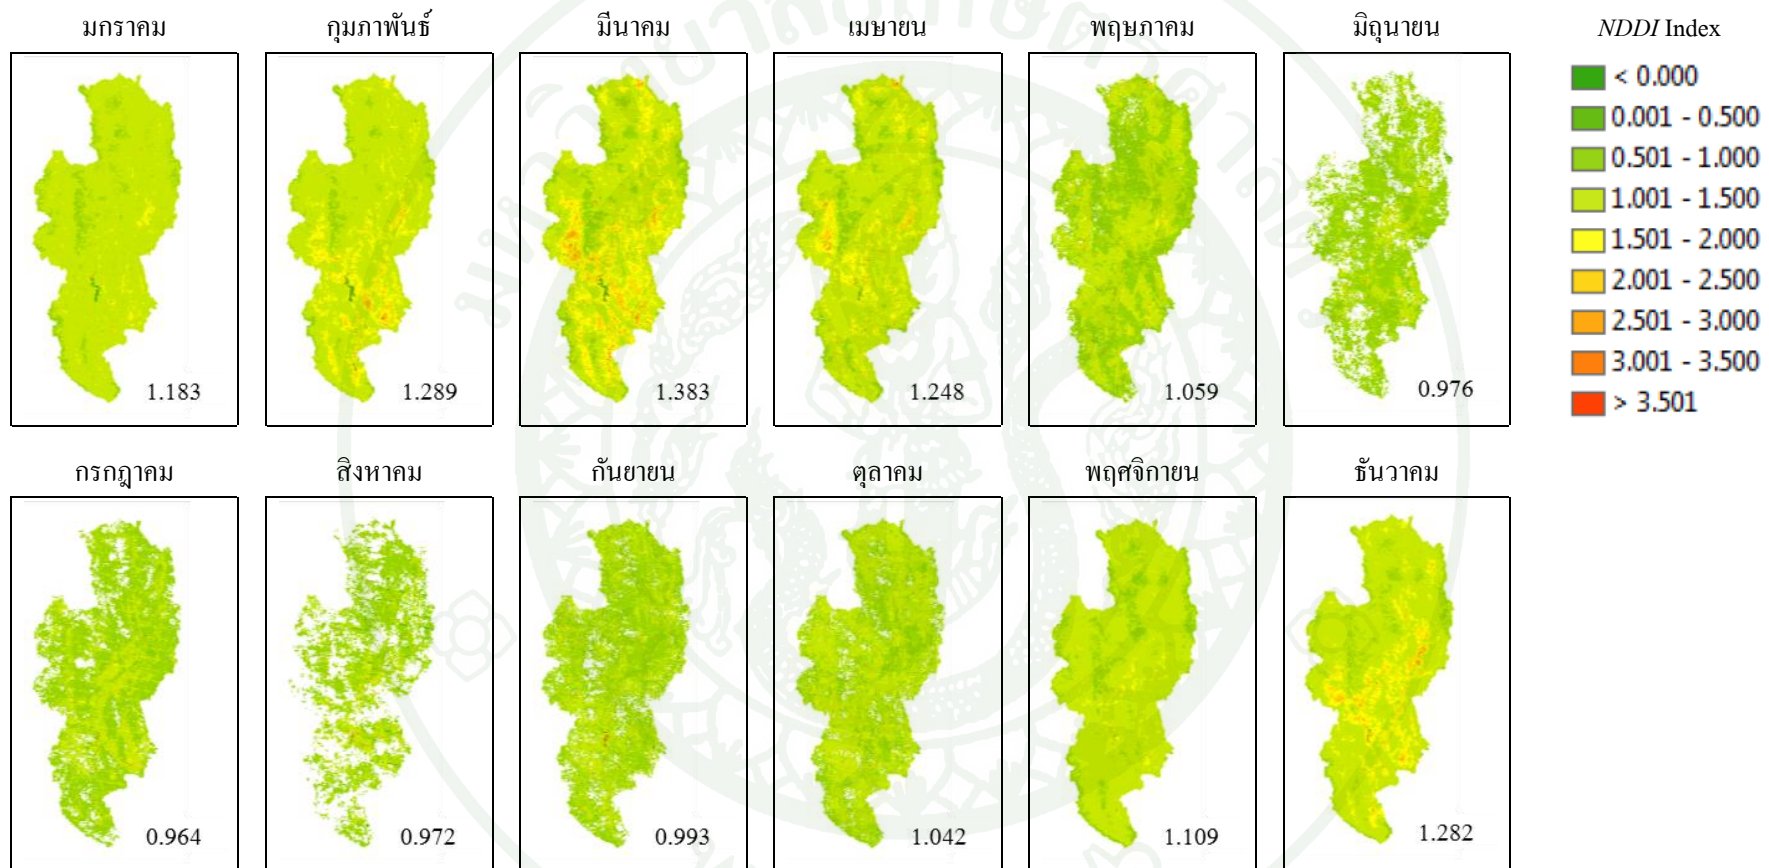 มกราคม กุมภาพันธ์ มีนาคม เมษายน พฤษภาคม มิถุนายน NDDI Index
< 0.000
0.001 - 0.500
0.501 - 1.000
1.001 - 1.500
1.501 - 2.000
2.001 - 2.500
2.501 - 3.000
3.001 - 3.500
> 3.501
1.183 1.289 1.383 1.248 1.059 0.976
กรกฎาคม สิงหาคม กันยายน ตุลาคม พฤศจิกายน ธันวาคม
0.964 0.972 0.993 1.042 1.109 1.282